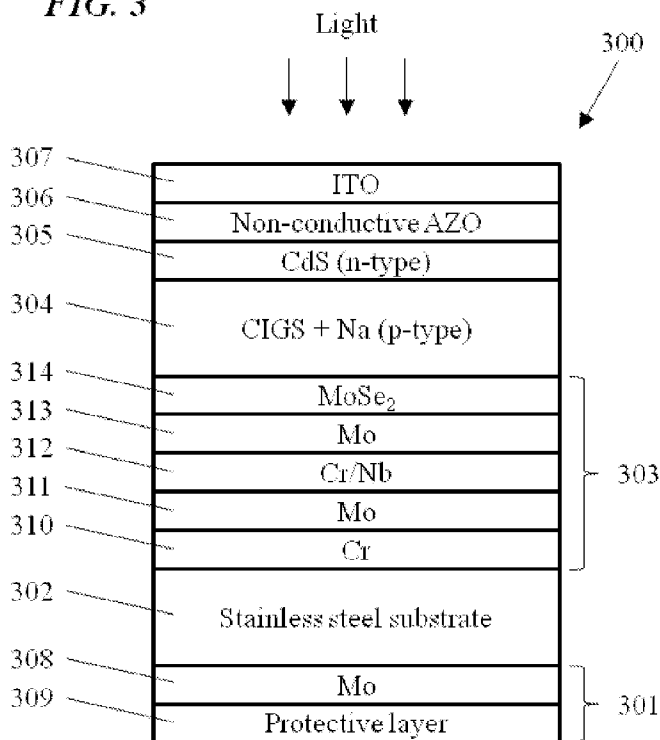 FIG. 3
Light
300
307
ITO
306
Non-conductive AZO
305
CdS (n-type)
304
CIGS + Na (p-type)
314
MoSe2
313
Mo
312
Cr/Nb
303
311
Mo
310
Cr
302
Stainless steel substrate
308
Mo
301
309
Protective layer